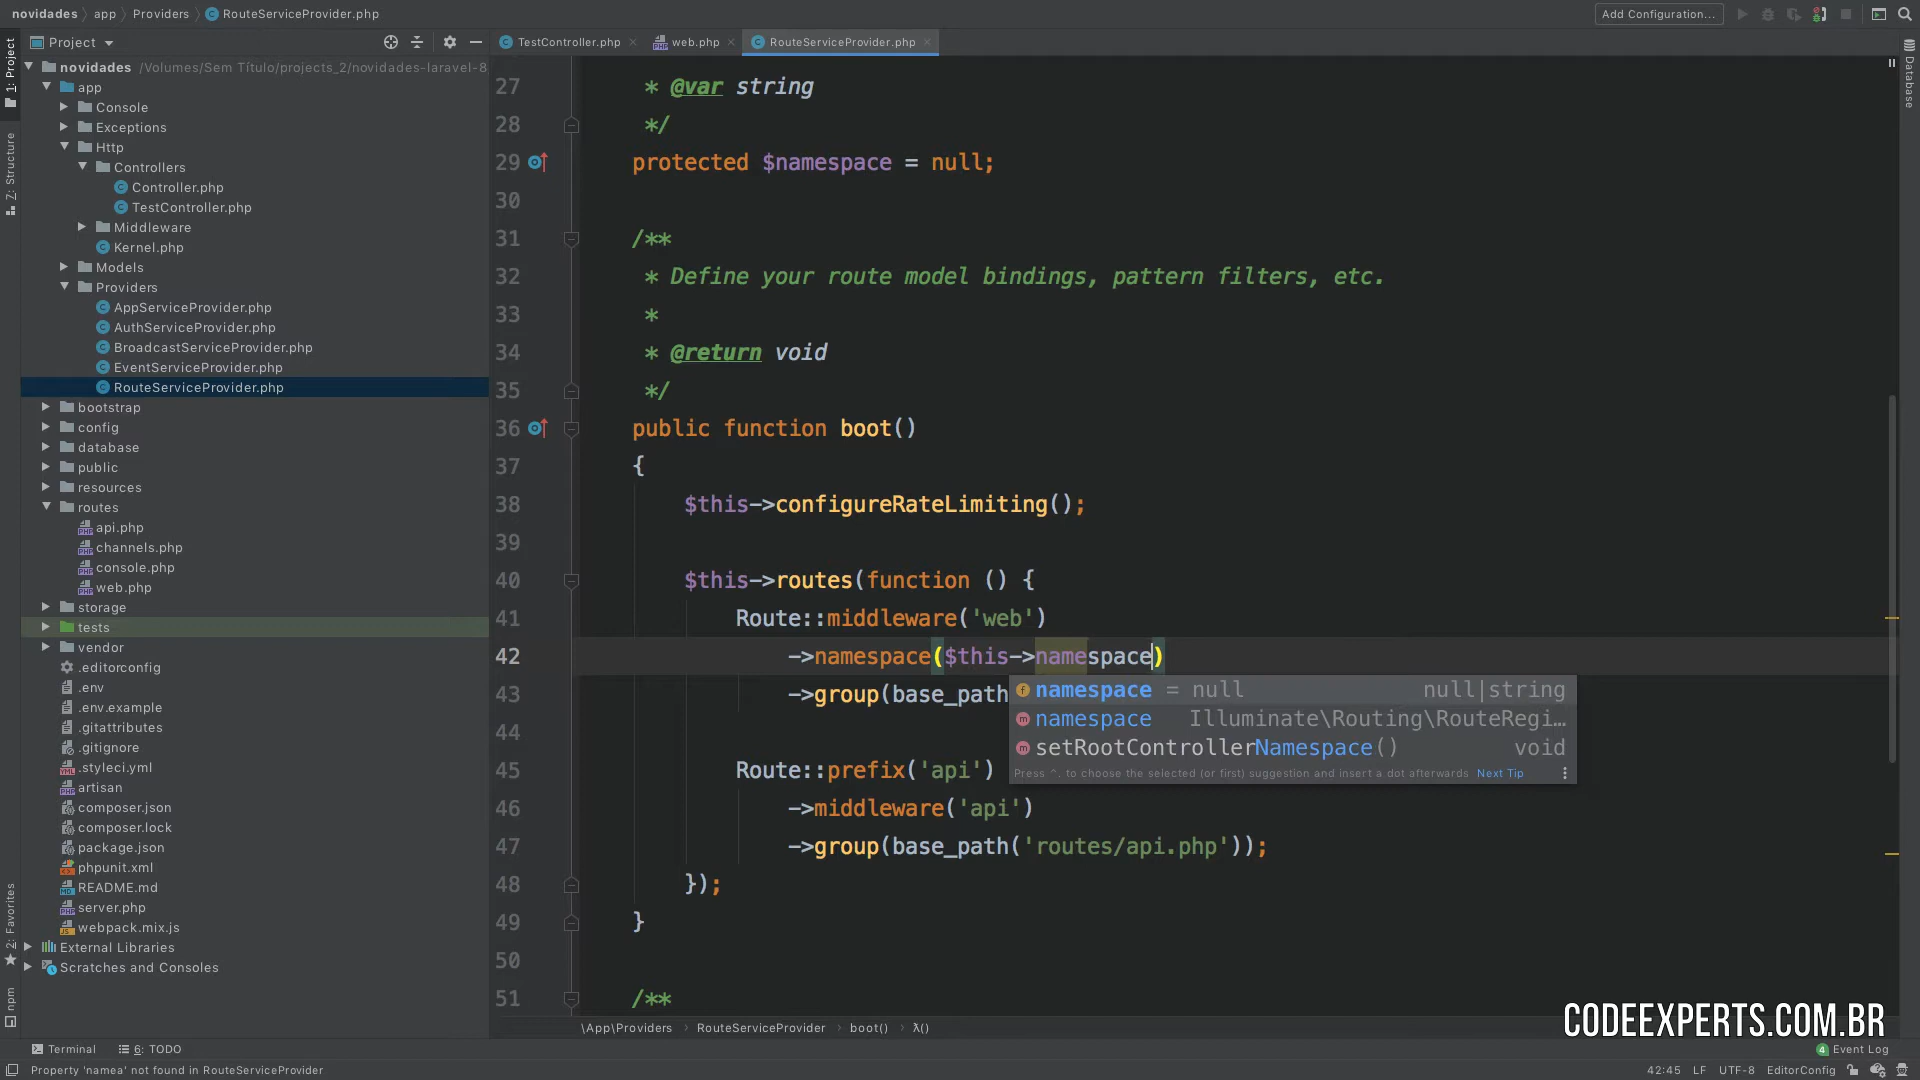 novidades app Providers RouteServiceProvider.php
Add Configuration...
Project
TestController.php
web.php
RouteServiceProvider.php
1: Project
Z: Structure
2: Favorites
npm
Database
novidades /Volumes/Sem Título/projects_2/novidades-laravel-8
app
Console
Exceptions
Http
Controllers
Controller.php
TestController.php
Middleware
Kernel.php
Models
Providers
AppServiceProvider.php
AuthServiceProvider.php
BroadcastServiceProvider.php
EventServiceProvider.php
RouteServiceProvider.php
bootstrap
config
database
public
resources
routes
api.php
channels.php
console.php
web.php
storage
tests
vendor
.editorconfig
.env
.env.example
.gitattributes
.gitignore
.styleci.yml
artisan
composer.json
composer.lock
package.json
phpunit.xml
README.md
server.php
webpack.mix.js
External Libraries
Scratches and Consoles
27 * @var string
28 */
29 protected $namespace = null;
30
31 /**
32 * Define your route model bindings, pattern filters, etc.
33 *
34 * @return void
35 */
36 public function boot()
37 {
38 $this->configureRateLimiting();
39
40 $this->routes(function () {
41 Route::middleware('web')
42 ->namespace($this->namespace)
43 ->group(base_path
44
45 Route::prefix('api')
46 ->middleware('api')
47 ->group(base_path('routes/api.php'));
48 });
49 }
50
51 /**
namespace = null null|string
namespace Illuminate\Routing\RouteRegi…
setRootControllerNamespace() void
Press ^. to choose the selected (or first) suggestion and insert a dot afterwards Next Tip
\App\Providers RouteServiceProvider boot() λ()
CODEEXPERTS.COM.BR
Terminal
6: TODO
4 Event Log
Property 'namea' not found in RouteServiceProvider
42:45 LF UTF-8 EditorConfig